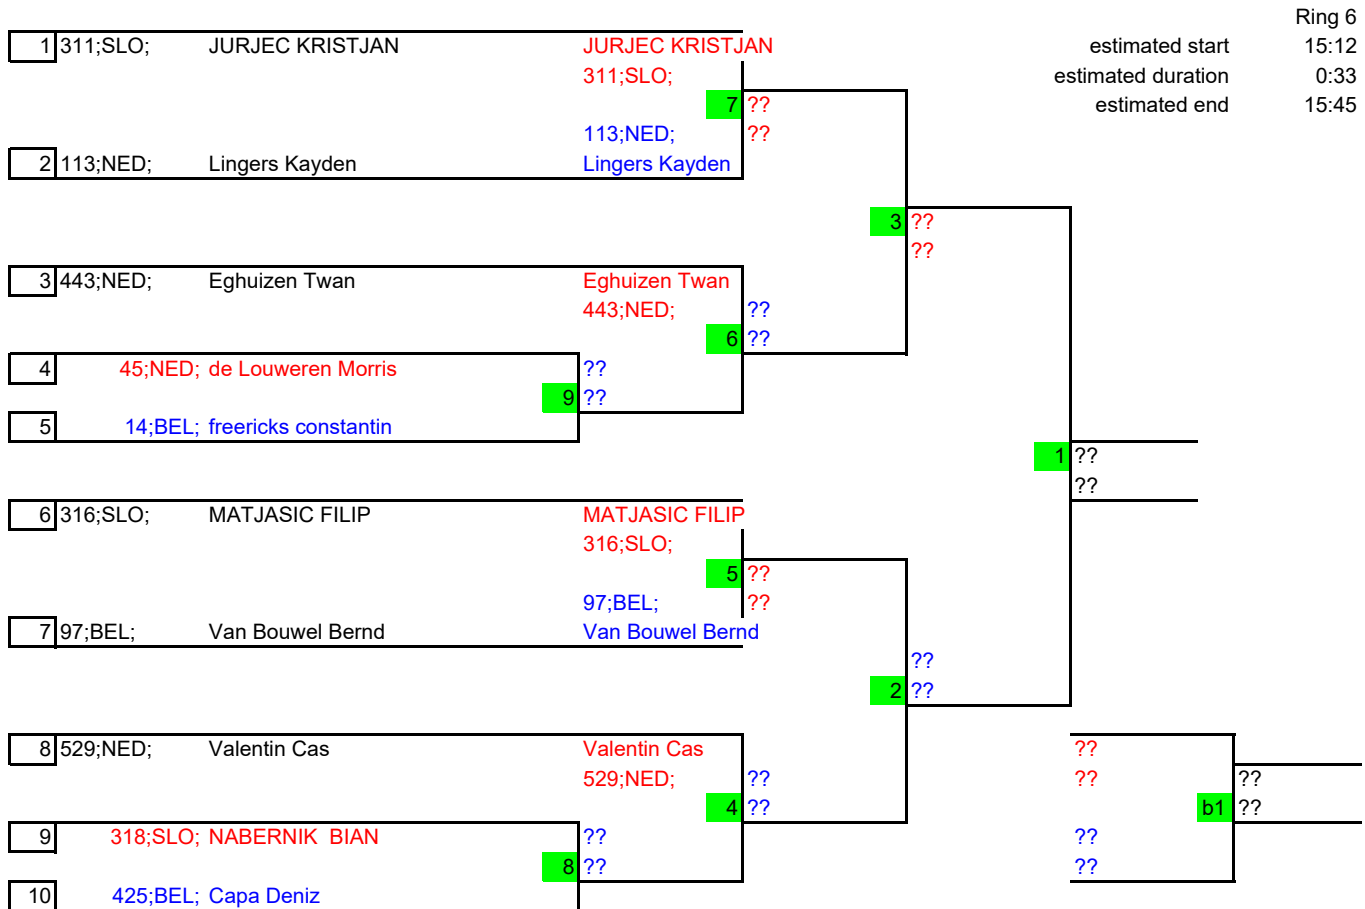 Ring 6
1 311;SLO; JURJEC KRISTJAN JURJEC KRISTJAN estimated start 15:12
311;SLO; estimated duration 0:33
7 ?? estimated end 15:45
113;NED; ??
2 113;NED; Lingers Kayden Lingers Kayden
3 ??
??
3 443;NED; Eghuizen Twan Eghuizen Twan
443;NED; ??
6 ??
4 45;NED; de Louweren Morris ??
9 ??
5 14;BEL; freericks constantin
1 ??
??
6 316;SLO; MATJASIC FILIP MATJASIC FILIP
316;SLO;
5 ??
97;BEL; ??
7 97;BEL; Van Bouwel Bernd Van Bouwel Bernd
??
2 ??
8 529;NED; Valentin Cas Valentin Cas ??
529;NED; ?? ?? ??
4 ?? b1 ??
9 318;SLO; NABERNIK BIAN ?? ??
8 ?? ??
10 425;BEL; Capa Deniz